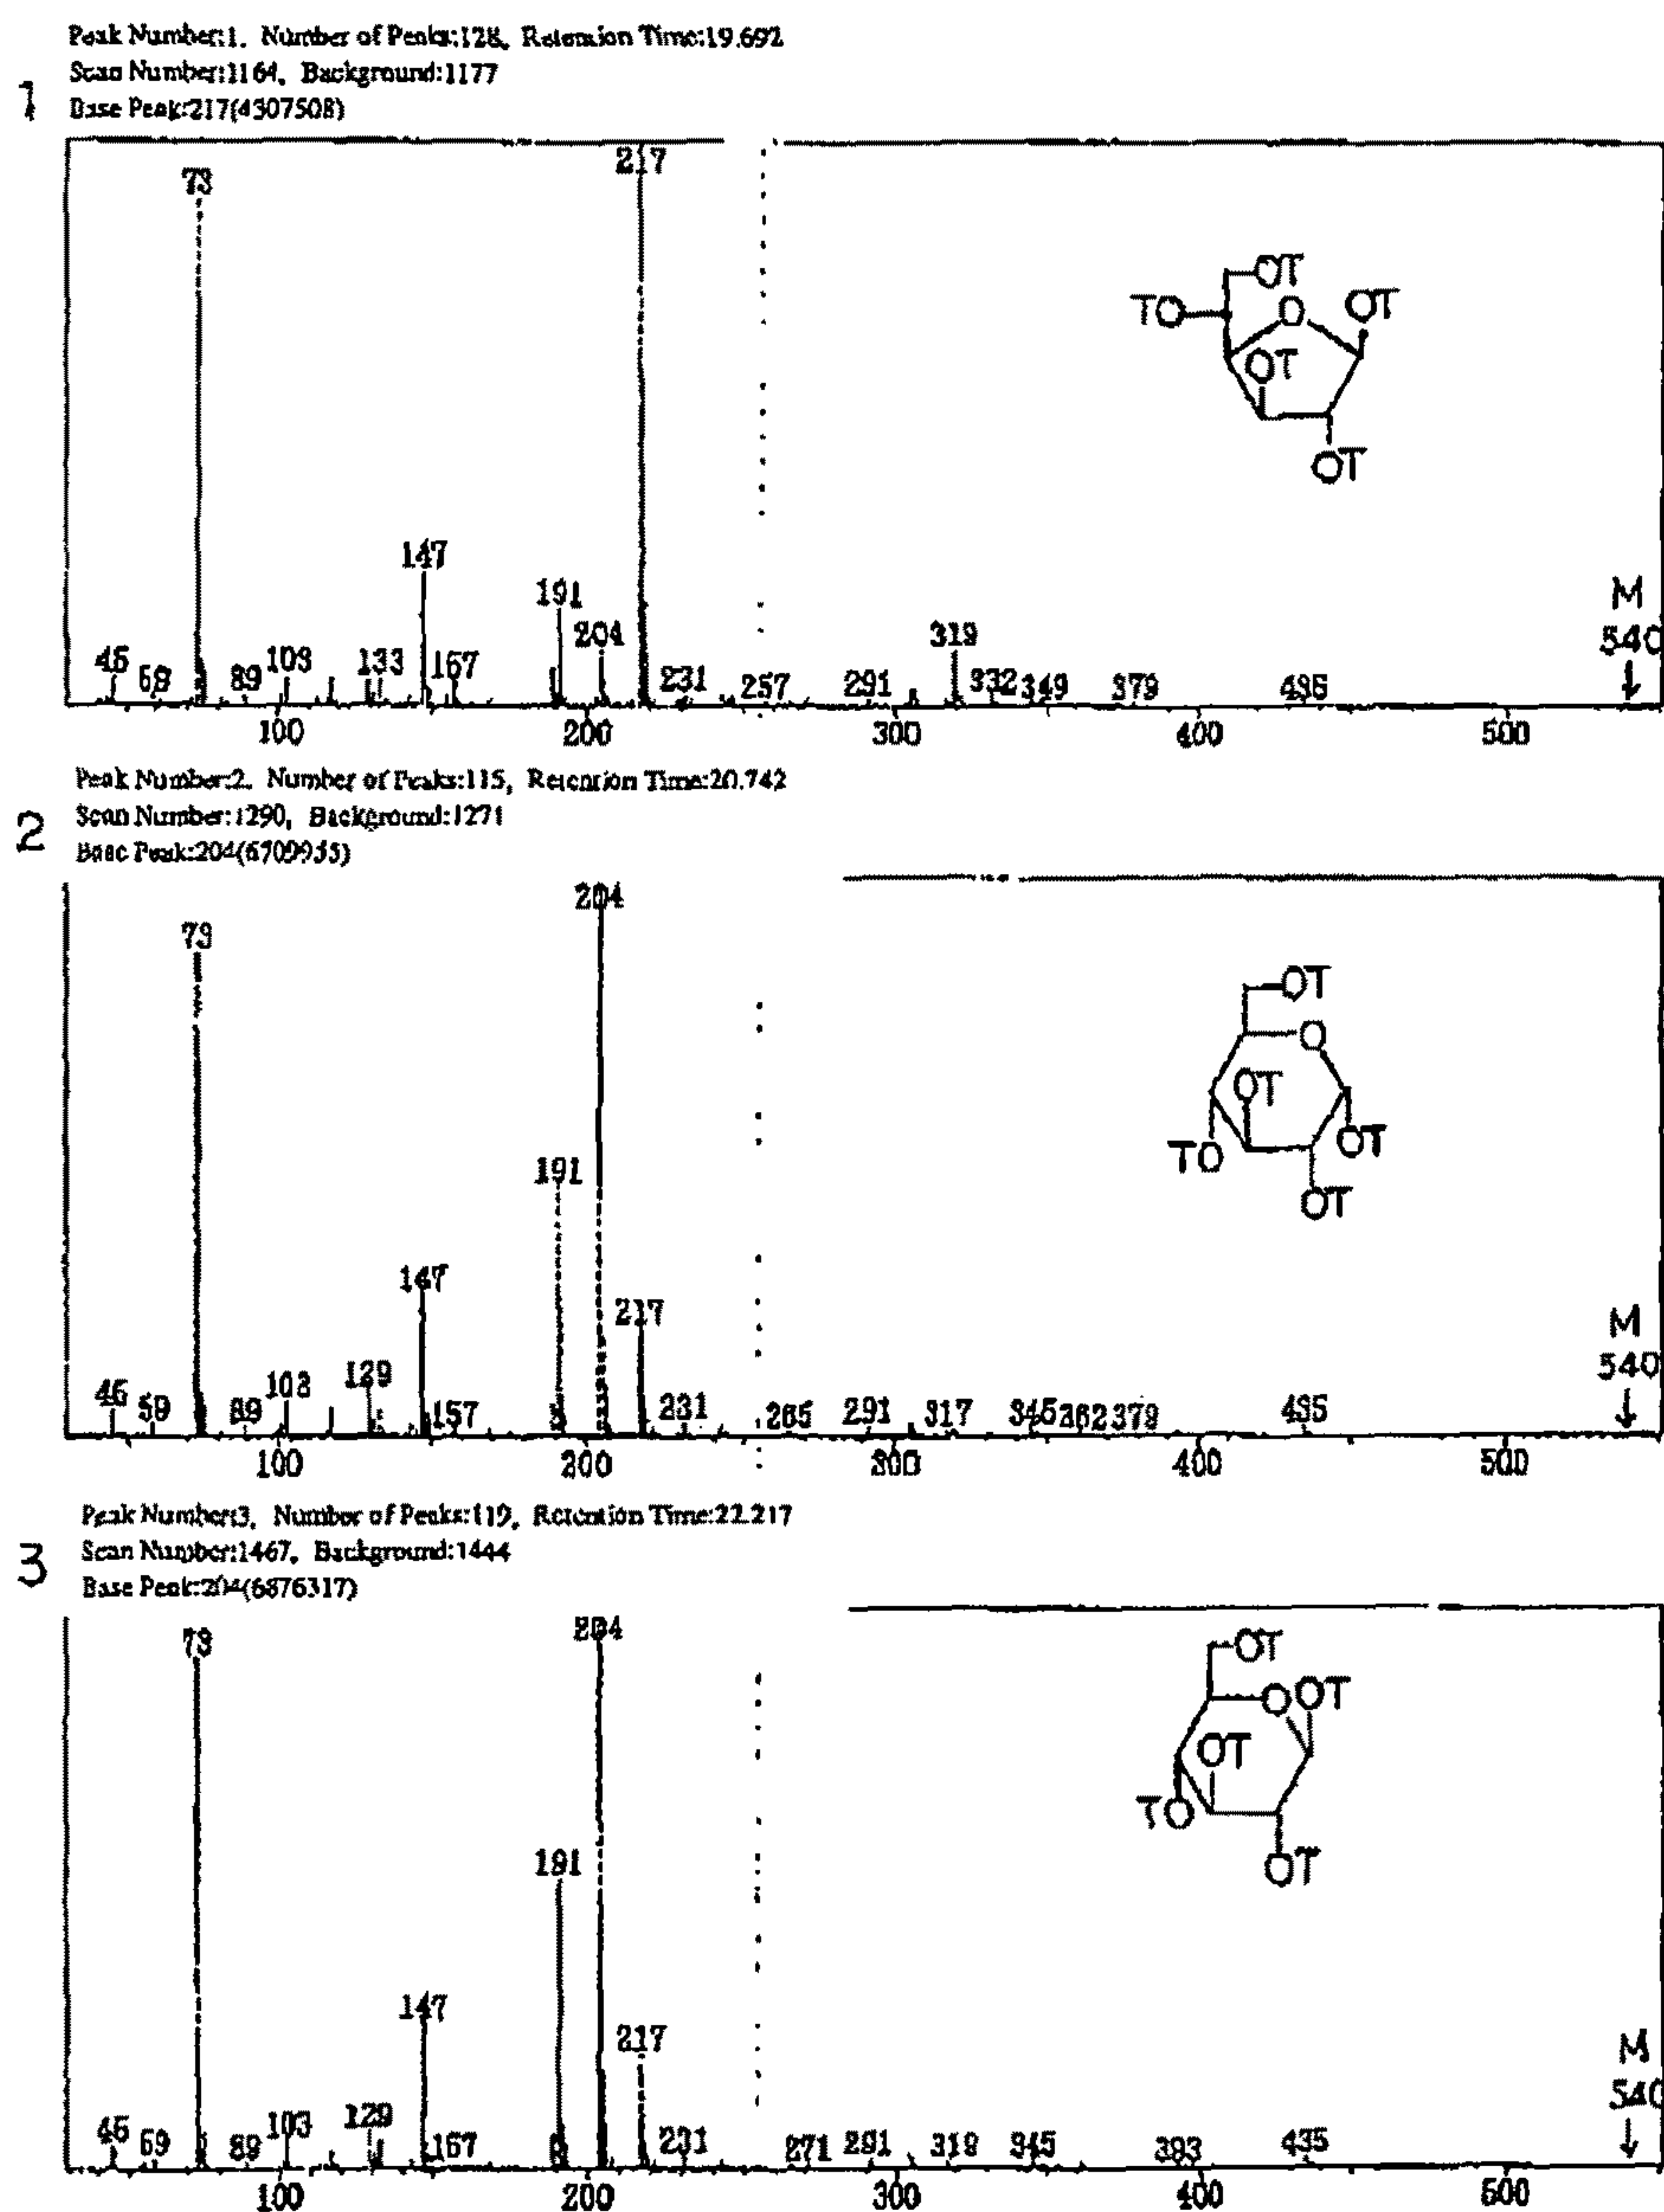 Peak Number:1, Number of Peaks:128, Retention Time:19.692
Scan Number:1164, Background:1177
1
Base Peak:217(4307508)
217
73
OT
TO
O
OT
OT
OT
147
191
204
319
M
540
45
89
103
133
231
257
291
332
349
379
100
200
300
400
500
Peak Number:2, Number of Peaks:115, Retention Time:20.742
Scan Number:1290, Background:1271
2
Base Peak:204(6709955)
204
73
OT
O
OT
191
TO
OT
OT
147
217
M
540
103
129
45
59
89
157
231
265
291
317
345
362
379
435
100
200
300
400
500
Peak Number:3, Number of Peaks:119, Retention Time:22.217
Scan Number:1467, Background:1444
3
Base Peak:204(6876317)
204
73
OT
O
OT
OT
TO
191
OT
147
217
M
540
45
103
129
89
231
271
291
319
345
393
435
100
200
300
400
500